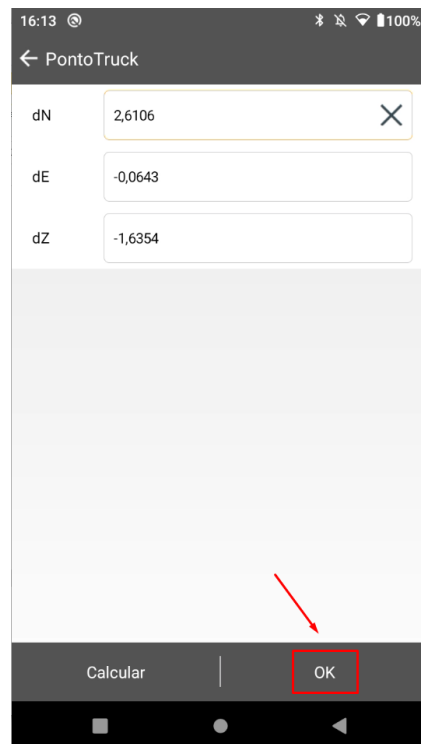 16:13 100%
← PontoTruck
dN 2,6106
dE -0,0643
dZ -1,6354
Calcular OK